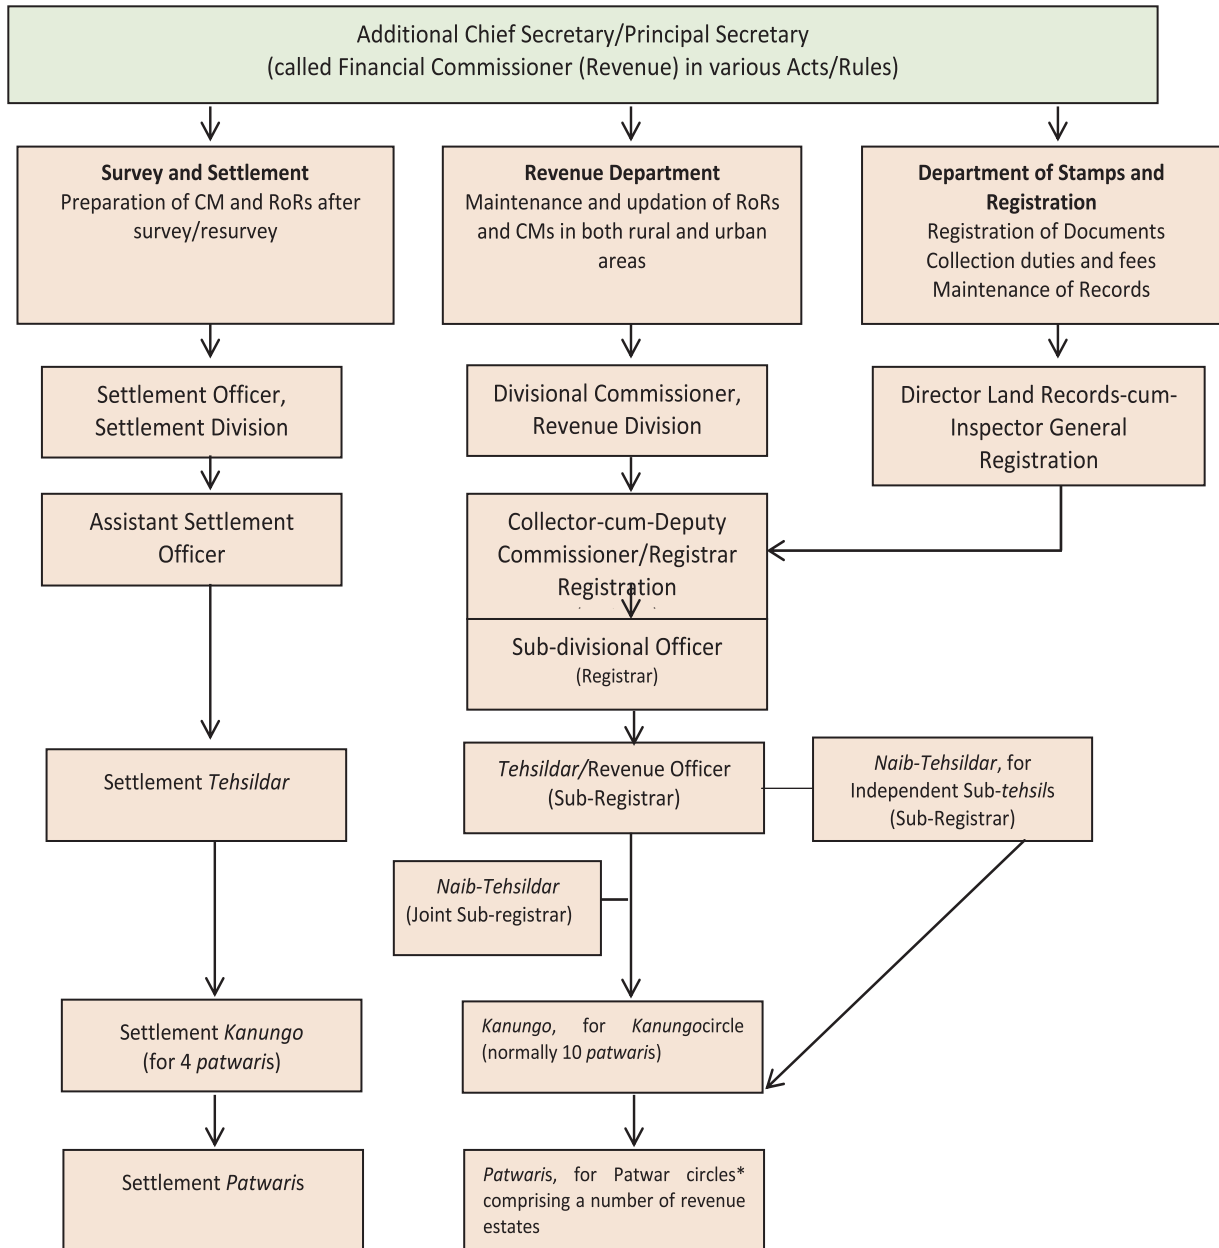 Additional Chief Secretary/Principal Secretary
(called Financial Commissioner (Revenue) in various Acts/Rules)
Survey and Settlement
Preparation of CM and RoRs after
survey/resurvey
Revenue Department
Maintenance and updation of RoRs
and CMs in both rural and urban
areas
Department of Stamps and
Registration
Registration of Documents
Collection duties and fees
Maintenance of Records
Settlement Officer,
Settlement Division
Divisional Commissioner,
Revenue Division
Director Land Records-cum-
Inspector General
Registration
Assistant Settlement
Officer
Collector-cum-Deputy
Commissioner/Registrar
Registration
Sub-divisional Officer
(Registrar)
Settlement Tehsildar
Tehsildar/Revenue Officer
(Sub-Registrar)
Naib-Tehsildar, for
Independent Sub-tehsils
(Sub-Registrar)
Naib-Tehsildar
(Joint Sub-registrar)
Settlement Kanungo
(for 4 patwaris)
Kanungo, for Kanungocircle
(normally 10 patwaris)
Settlement Patwaris
Patwaris, for Patwar circles*
comprising a number of revenue
estates